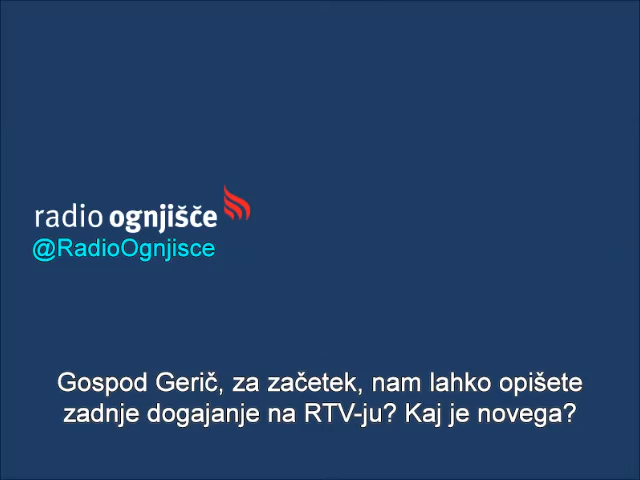 radio ognjišče
@RadioOgnjisce
Gospod Gerič, za začetek, nam lahko opišete
zadnje dogajanje na RTV-ju? Kaj je novega?